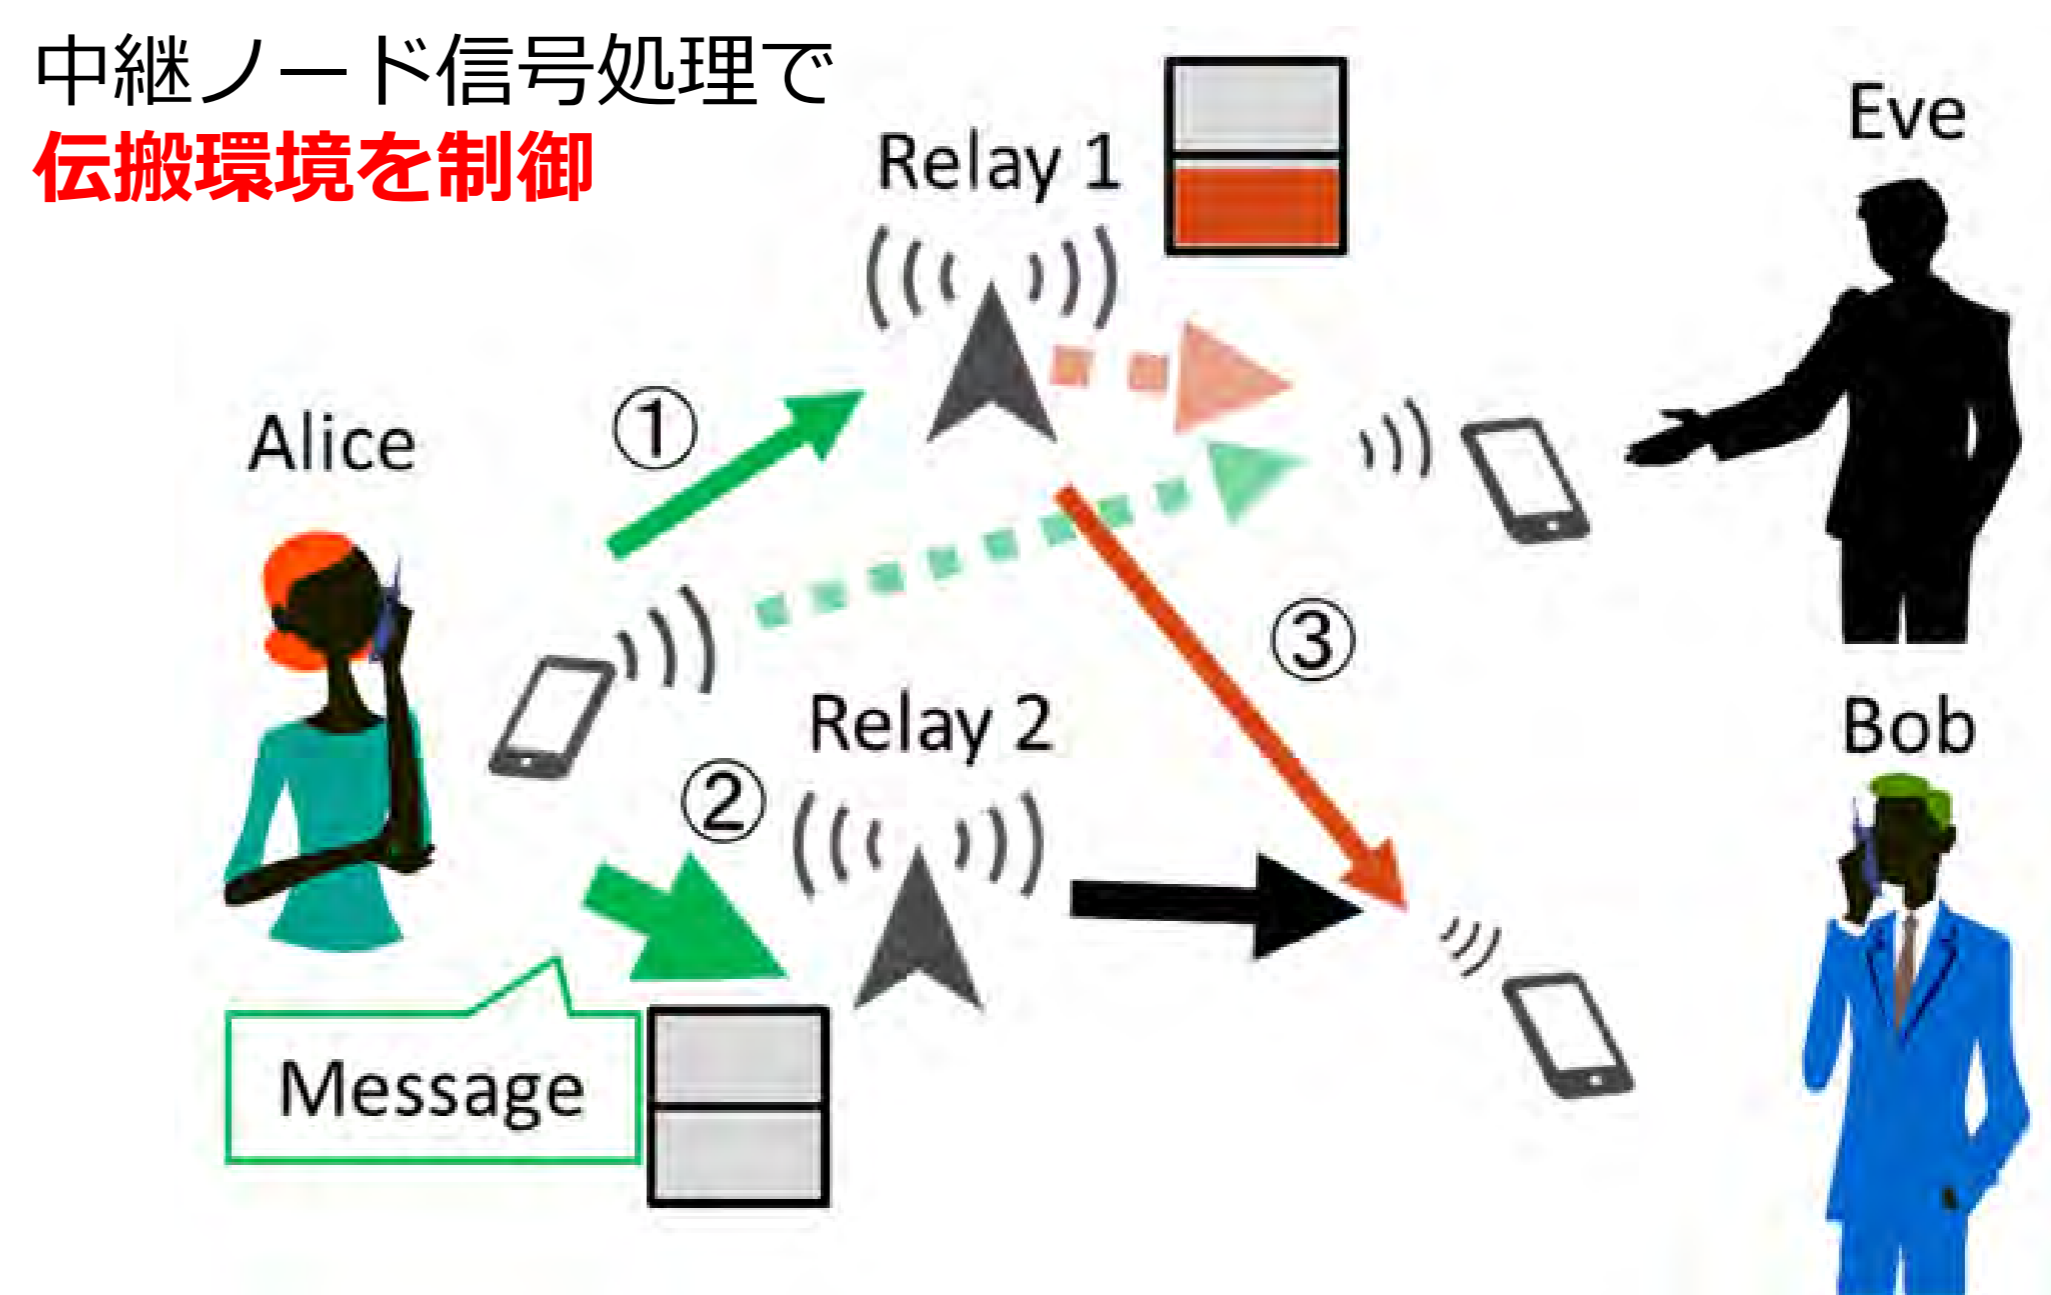 中継ノード信号処理で
伝搬環境を制御
Relay 1
Eve
Alice
①
③
Relay 2
Bob
②
Message